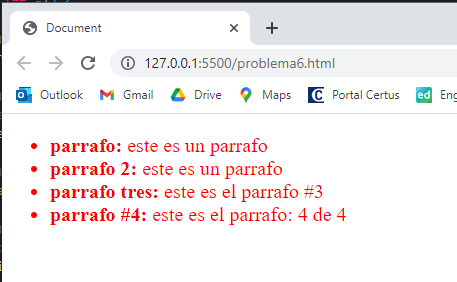 Document
127.0.0.1:5500/problema6.html
Outlook Gmail Drive Maps Portal Certus ed Eng
parrafo: este es un parrafo
parrafo 2: este es un parrafo
parrafo tres: este es el parrafo #3
parrafo #4: este es el parrafo: 4 de 4